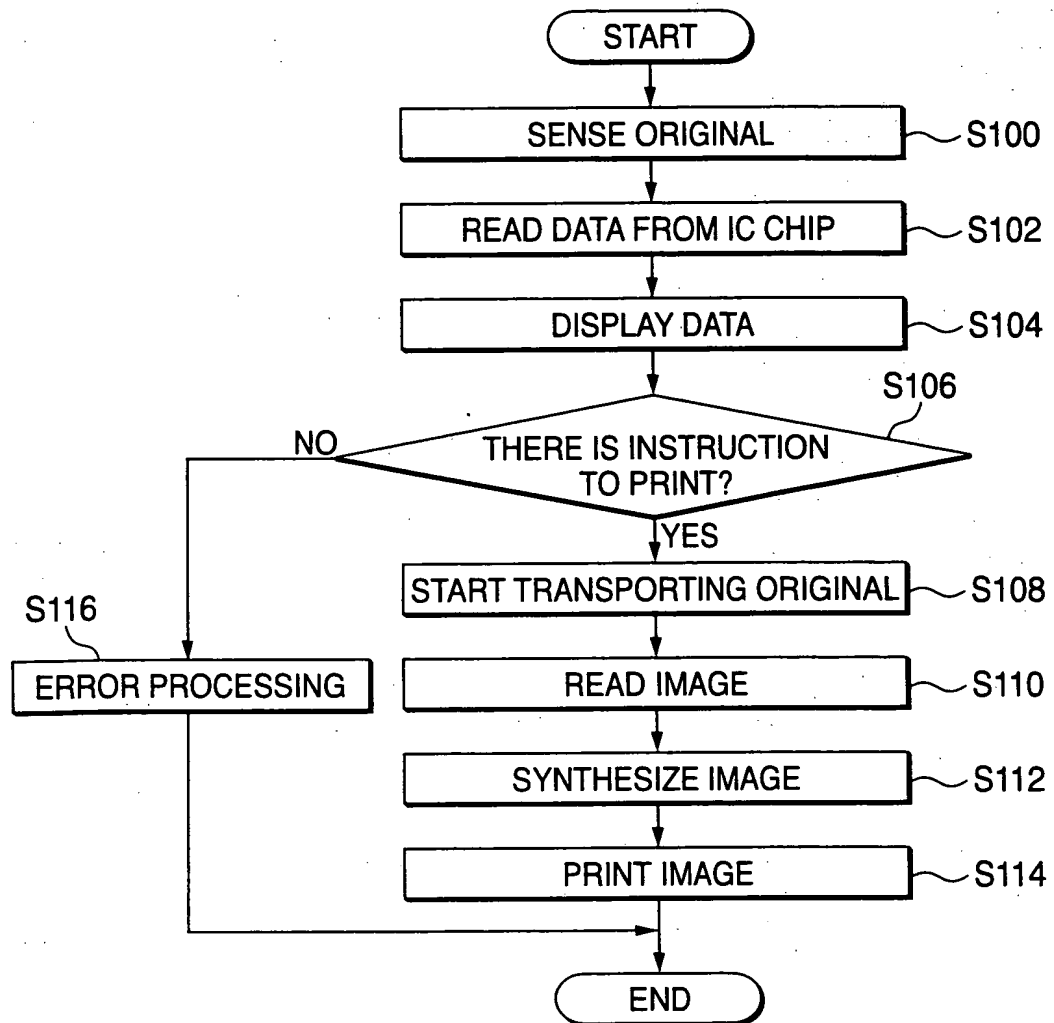 START
SENSE ORIGINAL
S100
READ DATA FROM IC CHIP
S102
DISPLAY DATA
S104
S106
THERE IS INSTRUCTION
TO PRINT?
NO
YES
START TRANSPORTING ORIGINAL
S108
S116
ERROR PROCESSING
READ IMAGE
S110
SYNTHESIZE IMAGE
S112
PRINT IMAGE
S114
END